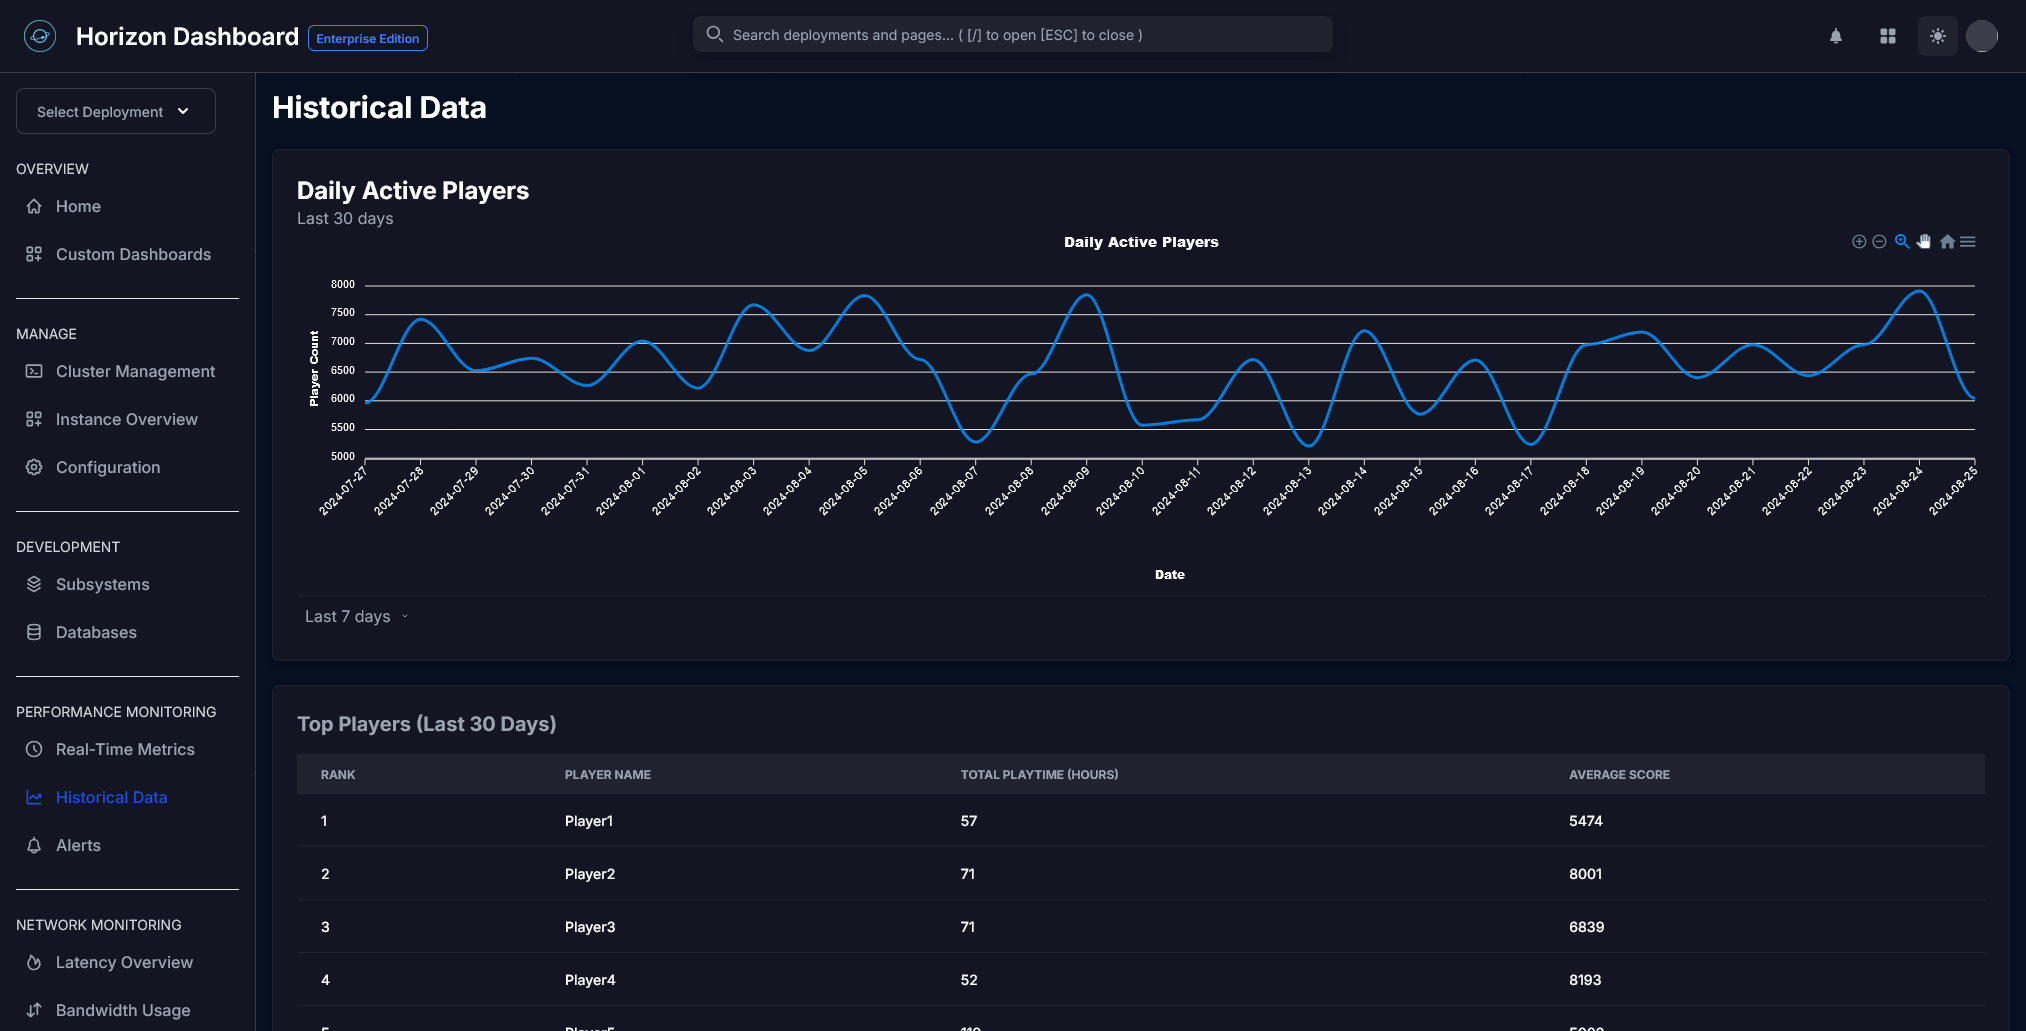 Horizon Dashboard Enterprise Edition
Search deployments and pages... ( [/] to open [ESC] to close )
Select Deployment
OVERVIEW
Home
Custom Dashboards
MANAGE
Cluster Management
Instance Overview
Configuration
DEVELOPMENT
Subsystems
Databases
PERFORMANCE MONITORING
Real-Time Metrics
Historical Data
Alerts
NETWORK MONITORING
Latency Overview
Bandwidth Usage
Historical Data
Daily Active Players
Last 30 days
Daily Active Players
Player Count
8000
7500
7000
6500
6000
5500
5000
2024-07-27
2024-07-28
2024-07-29
2024-07-30
2024-07-31
2024-08-01
2024-08-02
2024-08-03
2024-08-04
2024-08-05
2024-08-06
2024-08-07
2024-08-08
2024-08-09
2024-08-10
2024-08-11
2024-08-12
2024-08-13
2024-08-14
2024-08-15
2024-08-16
2024-08-17
2024-08-18
2024-08-19
2024-08-20
2024-08-21
2024-08-22
2024-08-23
2024-08-24
2024-08-25
Date
Last 7 days
Top Players (Last 30 Days)
RANK PLAYER NAME TOTAL PLAYTIME (HOURS) AVERAGE SCORE
1 Player1 57 5474
2 Player2 71 8001
3 Player3 71 6839
4 Player4 52 8193